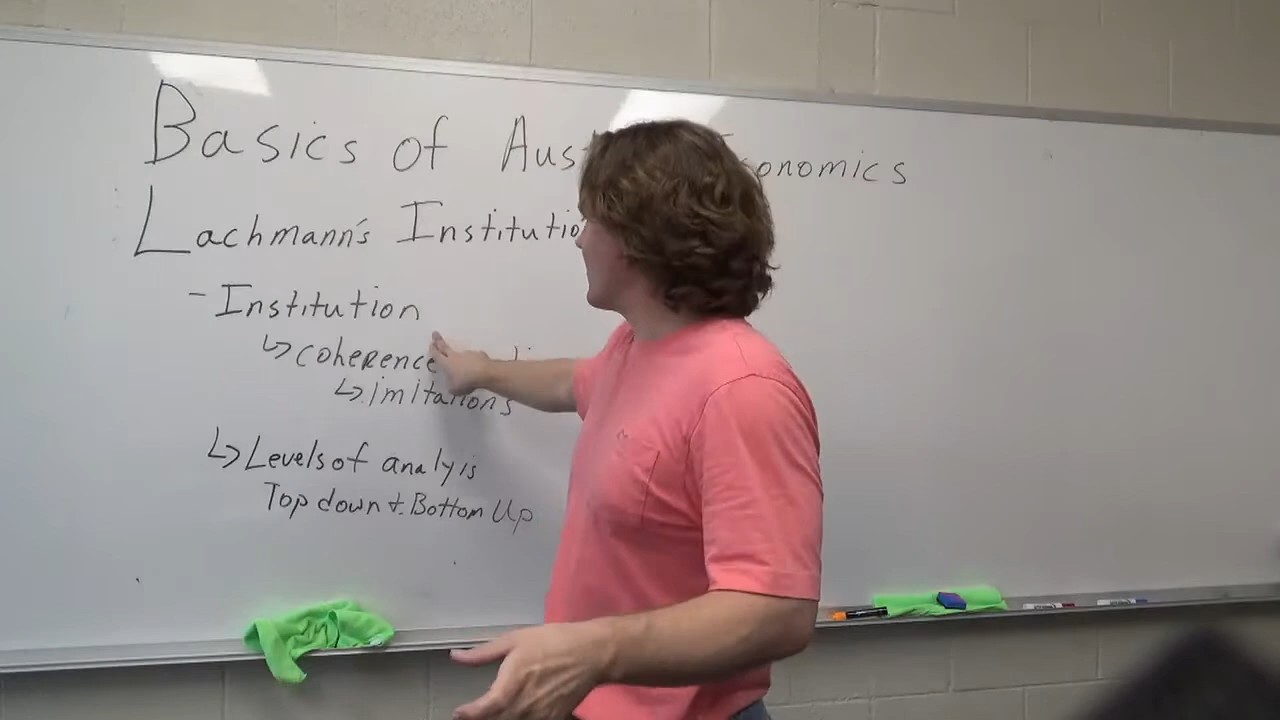 Basics of Aus onomics
Lachmann's Institutio
- Institution
↳ coherence
↳ imitations
↳ Levels of analyis
Top down + Bottom Up